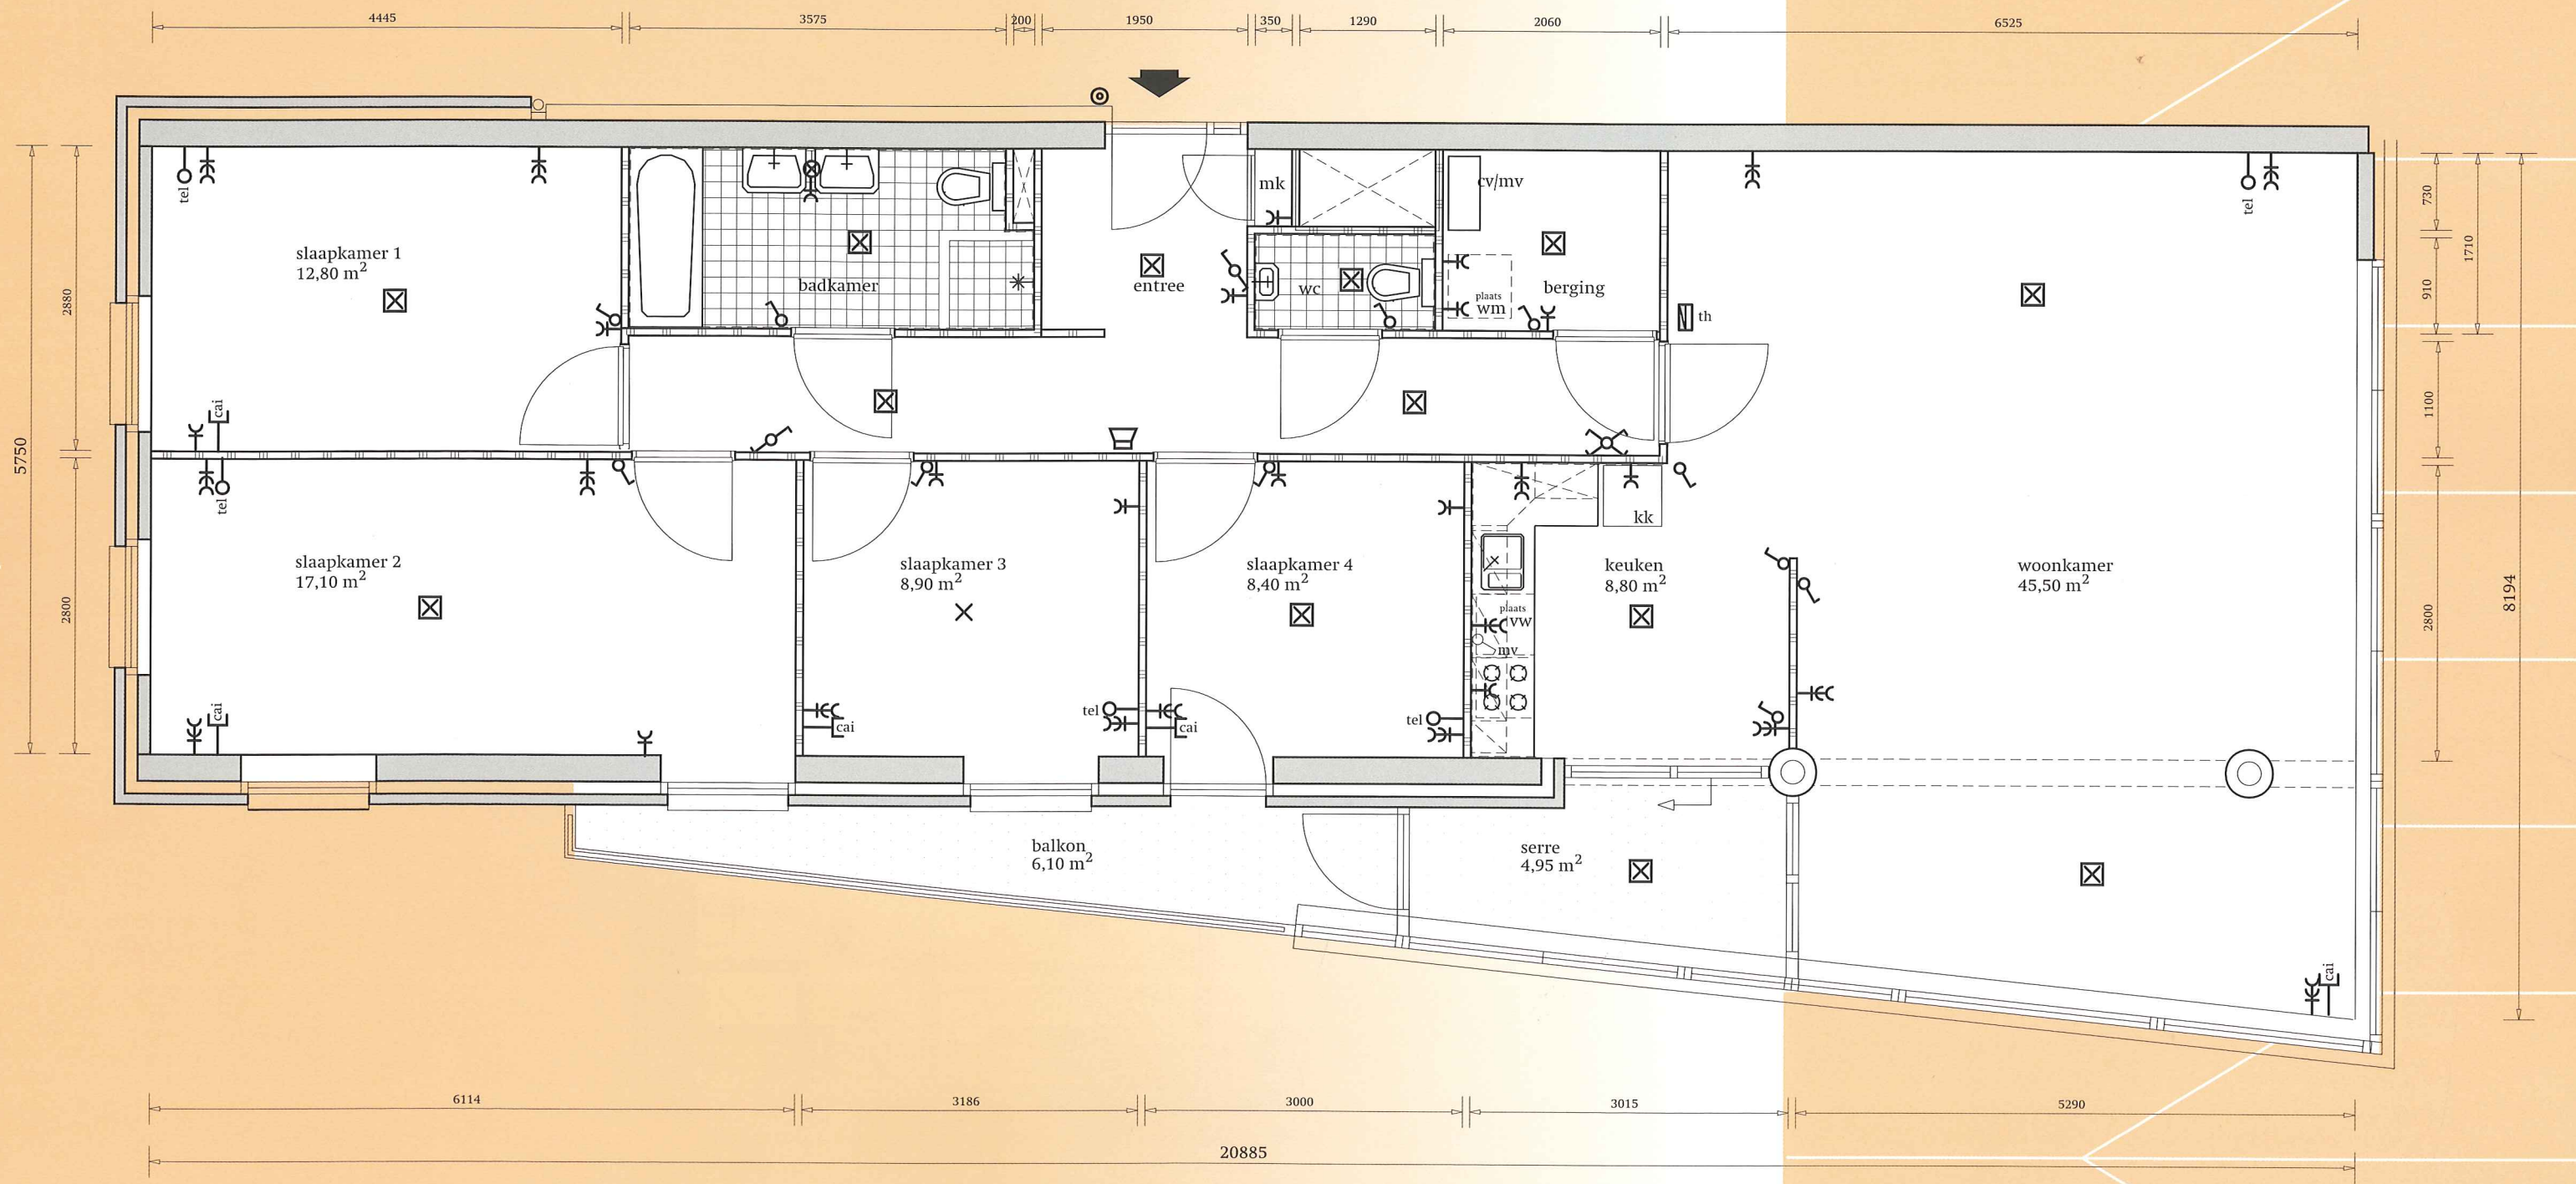 4445
3575
200
1950
350
1290
2060
6525
tel
mk
cv/mv
tel
730
1710
slaapkamer 1
12,80 m²
badkamer
entree
wc
plaats
wm
berging
th
2880
910
cai
1100
5750
tel
kk
slaapkamer 2
17,10 m²
slaapkamer 3
8,90 m²
slaapkamer 4
8,40 m²
keuken
8,80 m²
woonkamer
45,50 m²
2800
plaats
vw
mv
2800
8194
cai
cai
tel
cai
tel
balkon
6,10 m²
serre
4,95 m²
cai
6114
3186
3000
3015
5290
20885